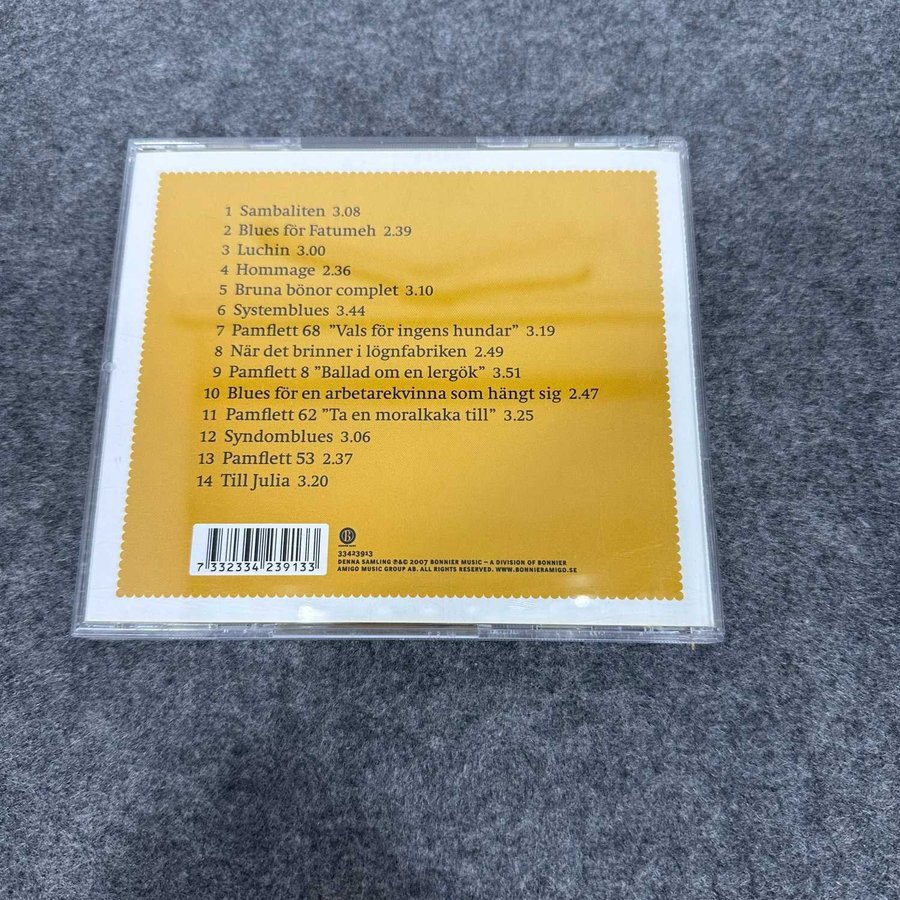 1 Sambaliten 3.08
2 Blues för Fatumeh 2.39
3 Luchin 3.00
4 Hommage 2.36
5 Bruna bönor complet 3.10
6 Systemblues 3.44
7 Pamflett 68 ”Vals för ingens hundar” 3.19
8 När det brinner i lögnfabriken 2.49
9 Pamflett 8 ”Ballad om en lergök” 3.51
10 Blues för en arbetarekvinna som hängt sig 2.47
11 Pamflett 62 ”Ta en moralkaka till” 3.25
12 Syndomblues 3.06
13 Pamflett 53 2.37
14 Till Julia 3.20
7 332334 239133
B
33423913
DENNA SAMLING ℗&© 2007 BONNIER MUSIC – A DIVISION OF BONNIER
AMIGO MUSIC GROUP AB. ALL RIGHTS RESERVED. WWW.BONNIERAMIGO.SE